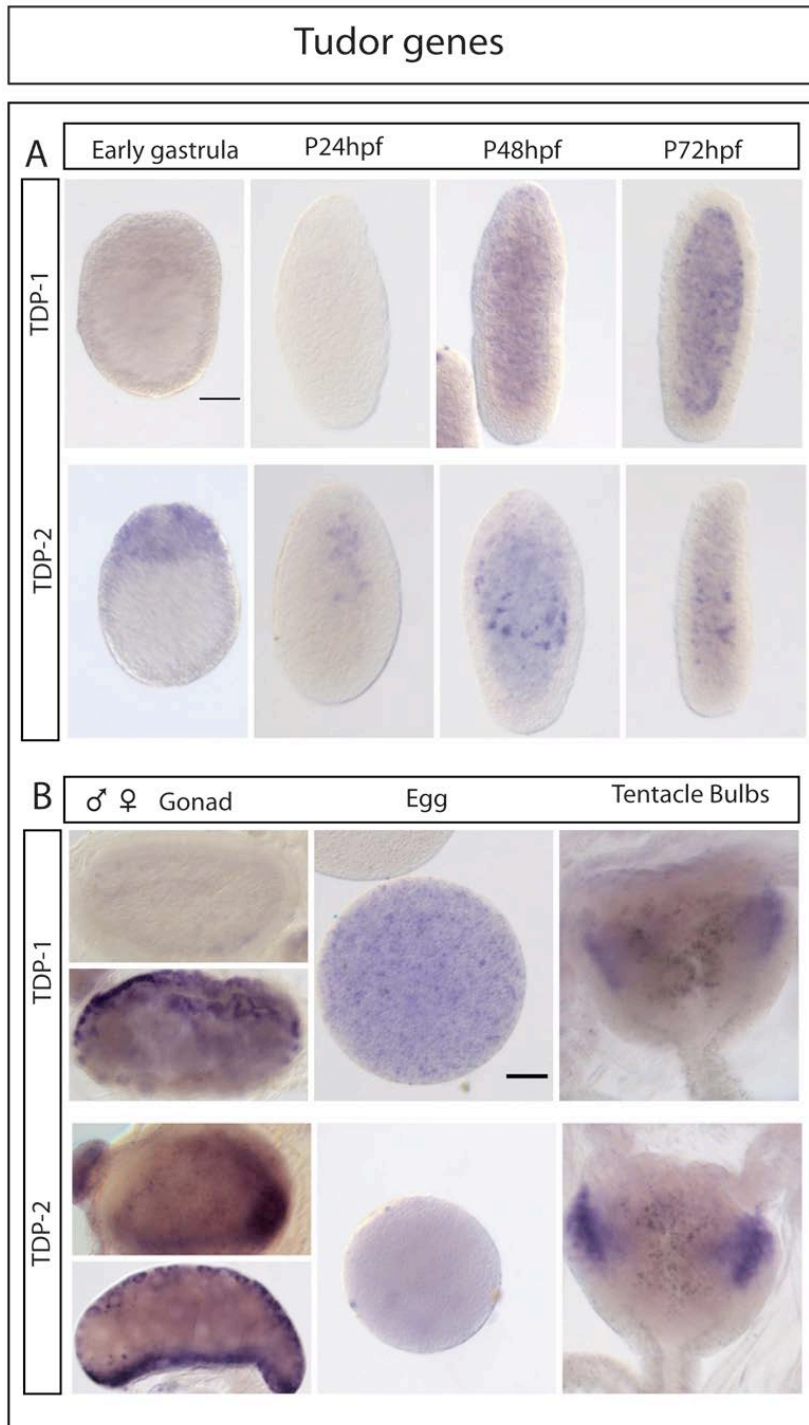 Tudor genes
A
Early gastrula P24hpf P48hpf P72hpf
TDP-1
TDP-2
B
♂ ♀ Gonad Egg Tentacle Bulbs
TDP-1
TDP-2